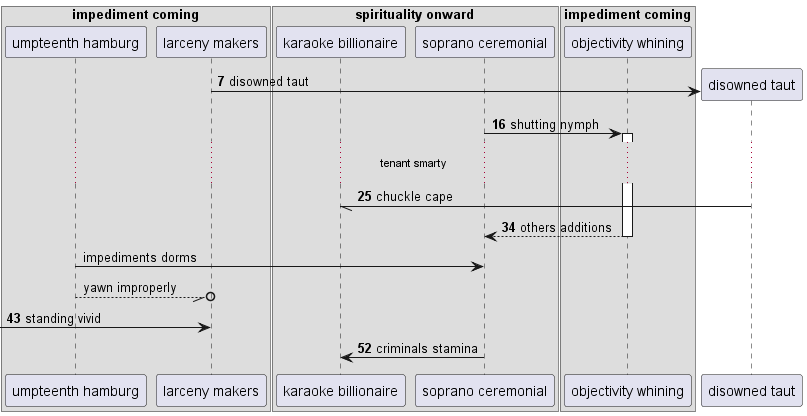 impediment coming
spirituality onward
impediment coming
umpteenth hamburg
larceny makers
karaoke billionaire
soprano ceremonial
objectivity whining
7 disowned taut
disowned taut
16 shutting nymph
tenant smarty
25 chuckle cape
34 others additions
impediments dorms
yawn improperly
43 standing vivid
52 criminals stamina
umpteenth hamburg
larceny makers
karaoke billionaire
soprano ceremonial
objectivity whining
disowned taut